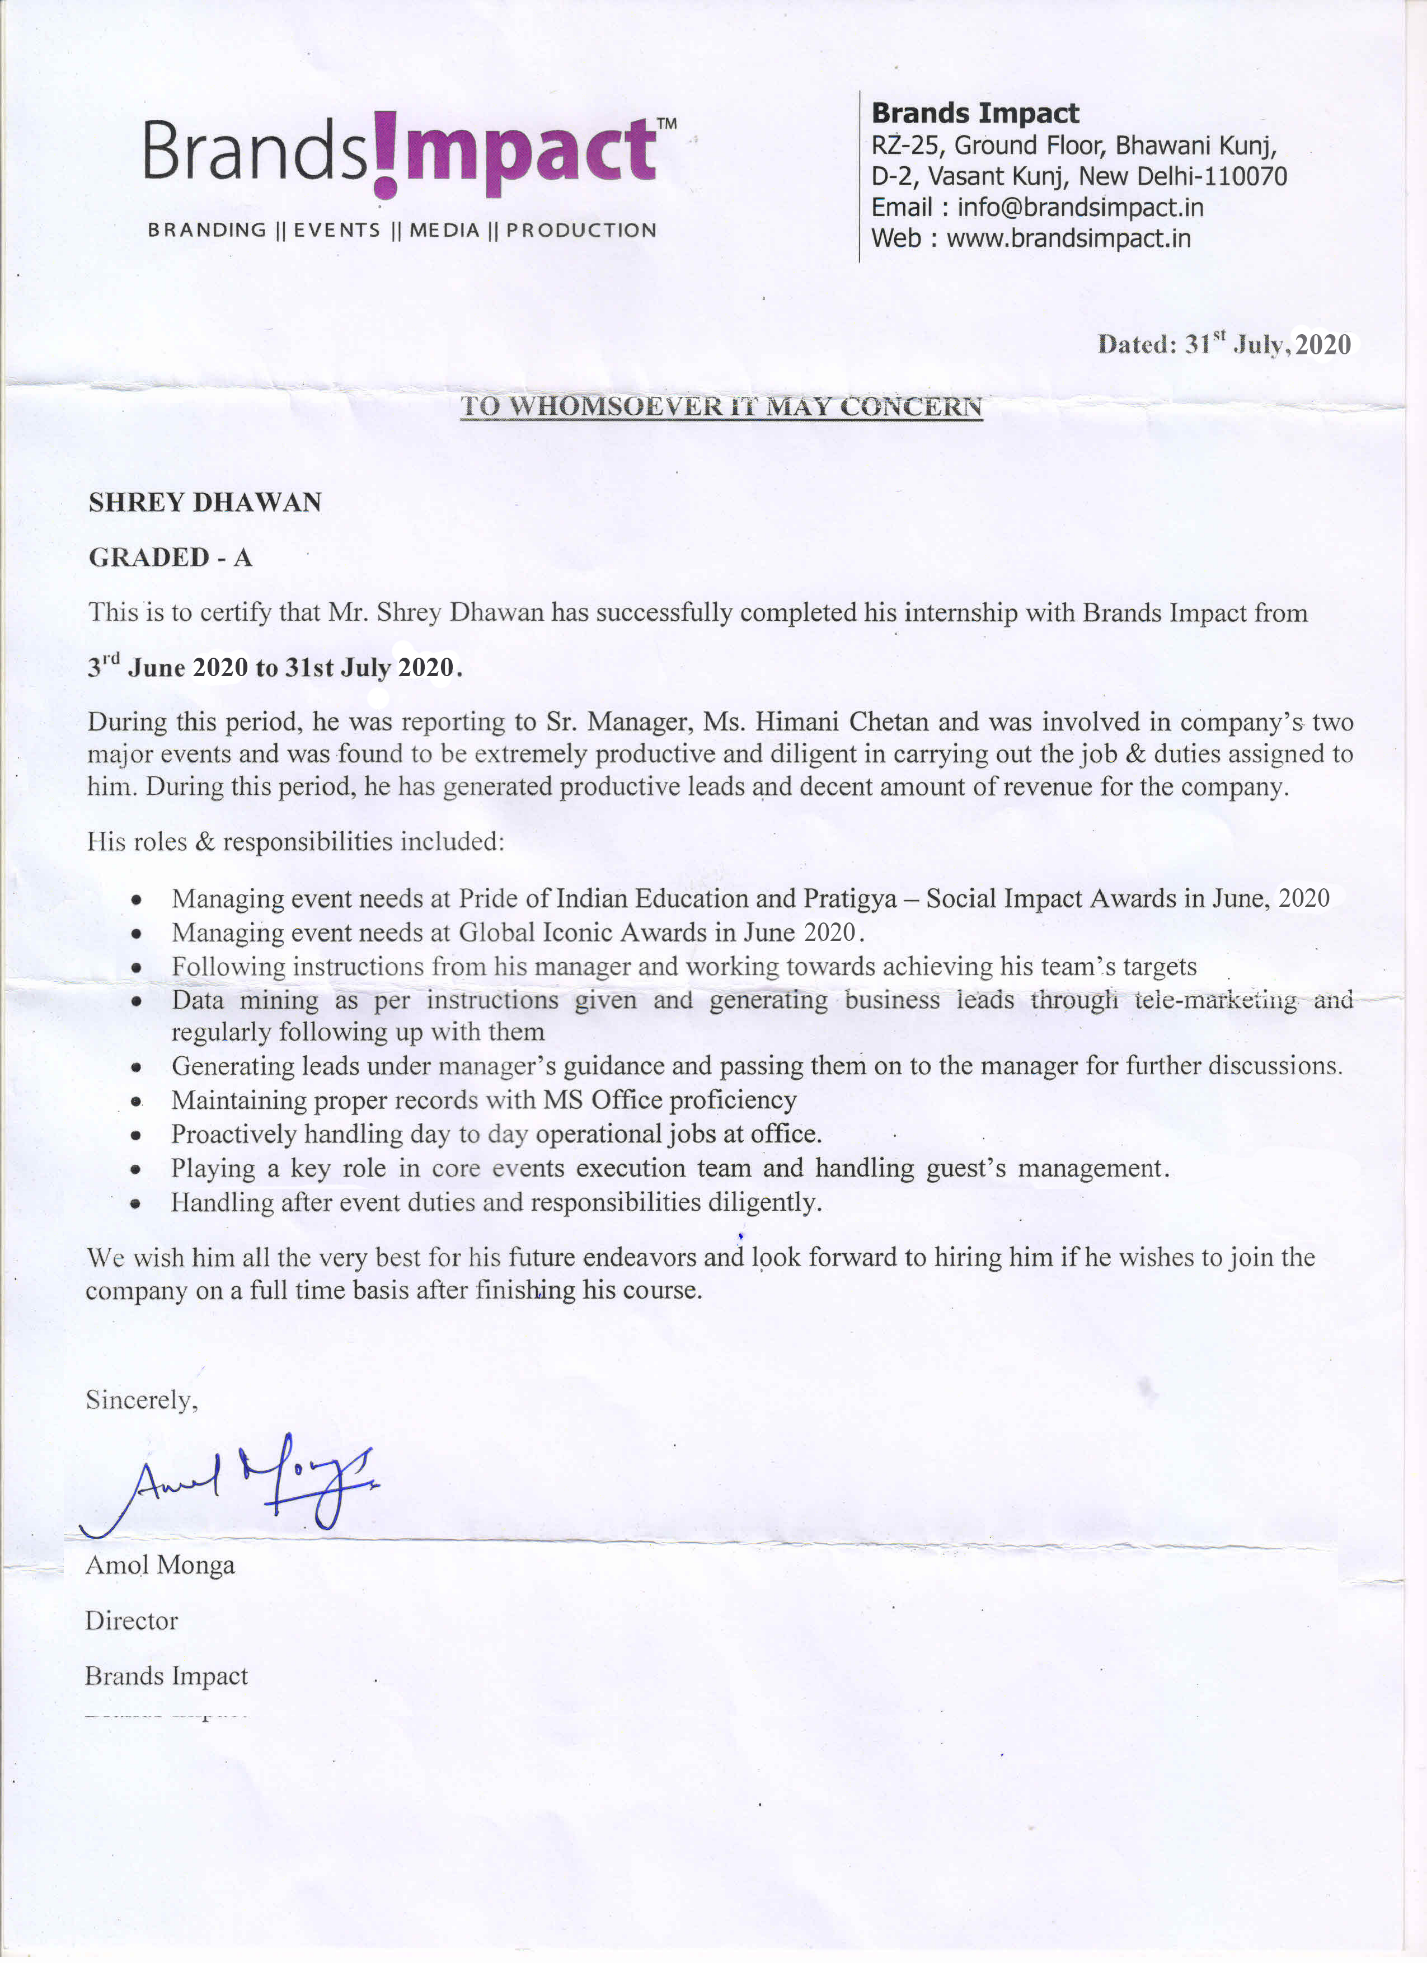 Brands!mpact™
BRANDING || EVENTS || MEDIA || PRODUCTION
Brands Impact
RZ-25, Ground Floor, Bhawani Kunj,
D-2, Vasant Kunj, New Delhi-110070
Email : info@brandsimpact.in
Web : www.brandsimpact.in
Dated: 31st July, 2020
TO WHOMSOEVER IT MAY CONCERN
SHREY DHAWAN
GRADED - A
This is to certify that Mr. Shrey Dhawan has successfully completed his internship with Brands Impact from
3rd June 2020 to 31st July 2020.
During this period, he was reporting to Sr. Manager, Ms. Himani Chetan and was involved in company's two
major events and was found to be extremely productive and diligent in carrying out the job & duties assigned to
him. During this period, he has generated productive leads and decent amount of revenue for the company.
His roles & responsibilities included:
• Managing event needs at Pride of Indian Education and Pratigya – Social Impact Awards in June, 2020
• Managing event needs at Global Iconic Awards in June 2020.
• Following instructions from his manager and working towards achieving his team's targets
• Data mining as per instructions given and generating business leads through tele-marketing and
regularly following up with them
• Generating leads under manager's guidance and passing them on to the manager for further discussions.
• Maintaining proper records with MS Office proficiency
• Proactively handling day to day operational jobs at office.
• Playing a key role in core events execution team and handling guest's management.
• Handling after event duties and responsibilities diligently.
We wish him all the very best for his future endeavors and look forward to hiring him if he wishes to join the
company on a full time basis after finishing his course.
Sincerely,
Amol Monga
Amol Monga
Director
Brands Impact